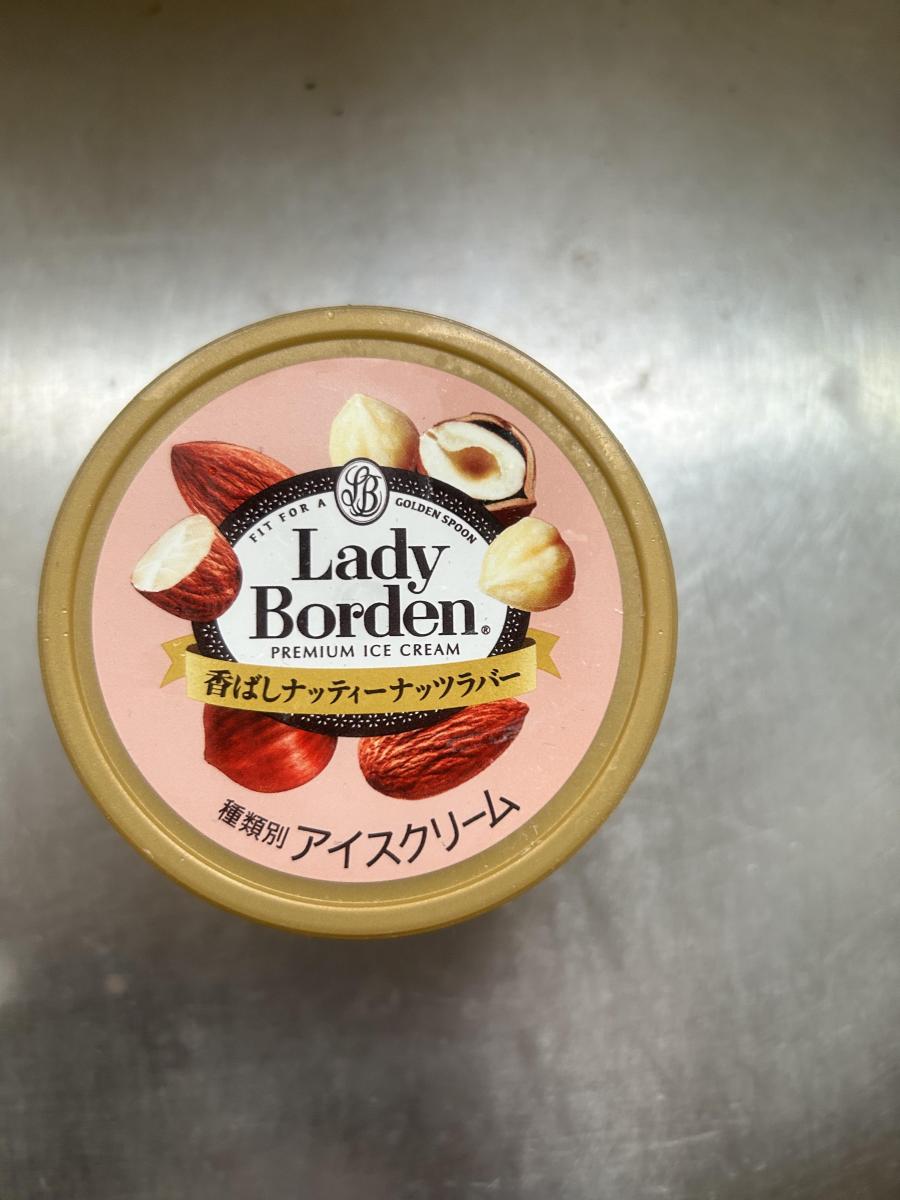 LB
FIT FOR A GOLDEN SPOON
Lady
Borden®
PREMIUM ICE CREAM
香ばしナッティーナッツラバー
種類別 アイスクリーム